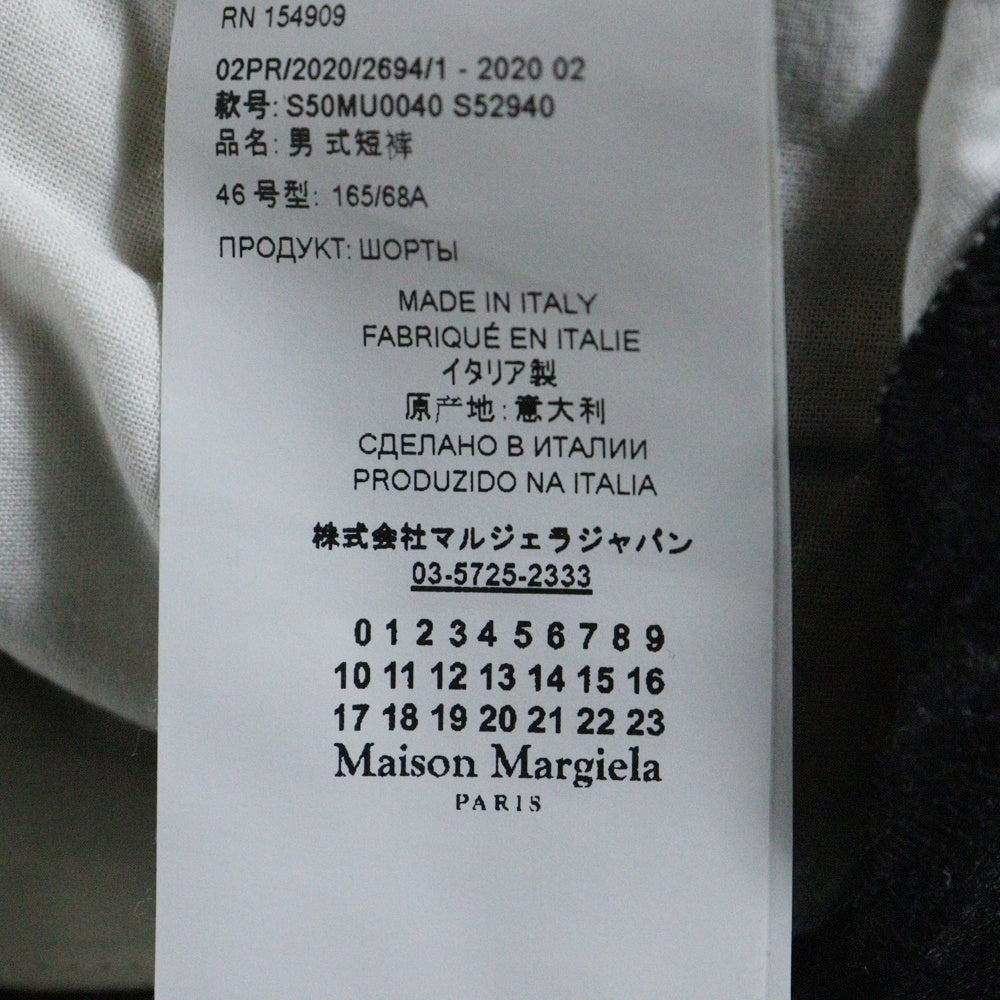 RN 154909
02PR/2020/2694/1 - 2020 02
款号: S50MU0040 S52940
品名: 男 式短裤
46 号型: 165/68A
ПРОДУКТ: ШОРТЫ
MADE IN ITALY
FABRIQUÉ EN ITALIE
イタリア製
原产地: 意大利
СДЕЛАНО В ИТАЛИИ
PRODUZIDO NA ITALIA
株式会社マルジェラジャパン
03-5725-2333
0 1 2 3 4 5 6 7 8 9
10 11 12 13 14 15 16
17 18 19 20 21 22 23
Maison Margiela
PARIS